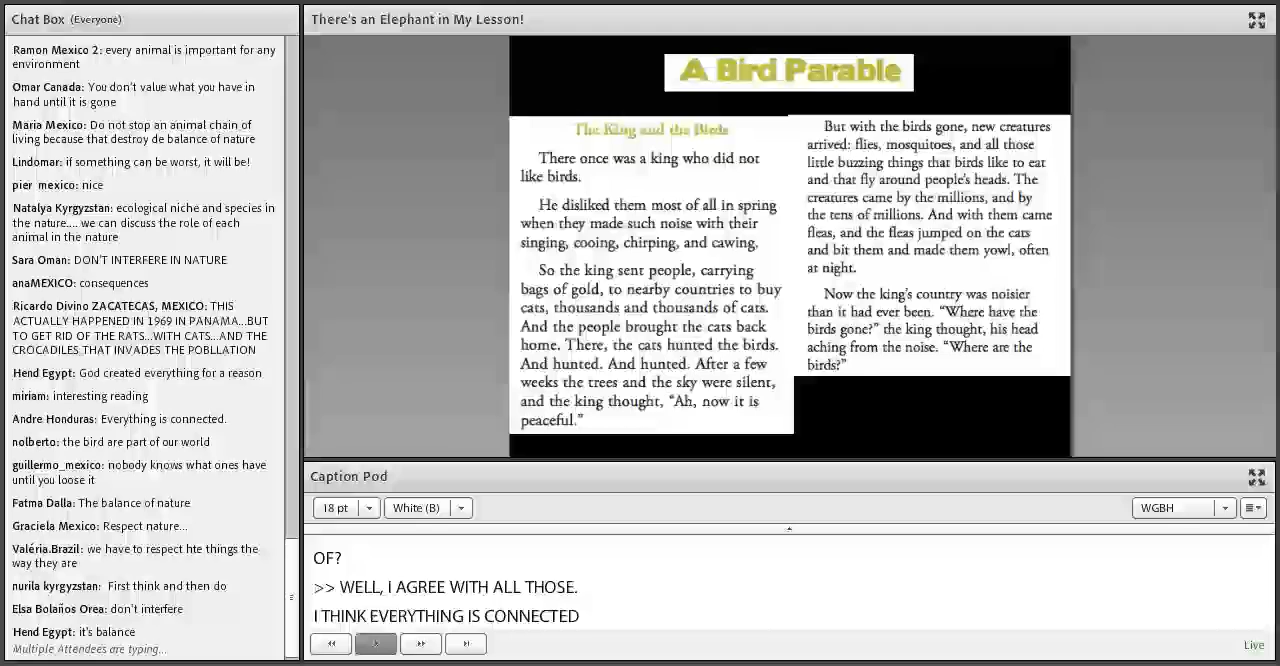 Chat Box (Everyone)
Ramon Mexico 2: every animal is important for any
environment
Omar Canada: You don't value what you have in
hand until it is gone
Maria Mexico: Do not stop an animal chain of
living because that destroy de balance of nature
Lindomar: if something can be worst, it will be!
pier mexico: nice
Natalya Kyrgyzstan: ecological niche and species in
the nature.... we can discuss the role of each
animal in the nature
Sara Oman: DON'T INTERFERE IN NATURE
anaMEXICO: consequences
Ricardo Divino ZACATECAS, MEXICO: THIS
ACTUALLY HAPPENED IN 1969 IN PANAMA...BUT
TO GET RID OF THE RATS...WITH CATS...AND THE
CROCADILES THAT INVADES THE POBLLATION
Hend Egypt: God created everything for a reason
miriam: interesting reading
Andre Honduras: Everything is connected.
nolberto: the bird are part of our world
guillermo_mexico: nobody knows what ones have
until you loose it
Fatma Dalla: The balance of nature
Graciela Mexico: Respect nature...
Valéria.Brazil: we have to respect hte things the
way they are
nurila kyrgyzstan: First think and then do
Elsa Bolaños Orea: don't interfere
Hend Egypt: it's balance
Multiple Attendees are typing...
There's an Elephant in My Lesson!
A Bird Parable
The King and the Birds
There once was a king who did not
like birds.
He disliked them most of all in spring
when they made such noise with their
singing, cooing, chirping, and cawing.
So the king sent people, carrying
bags of gold, to nearby countries to buy
cats, thousands and thousands of cats.
And the people brought the cats back
home. There, the cats hunted the birds.
And hunted. And hunted. After a few
weeks the trees and the sky were silent,
and the king thought, "Ah, now it is
peaceful."
But with the birds gone, new creatures
arrived: flies, mosquitoes, and all those
little buzzing things that birds like to eat
and that fly around people's heads. The
creatures came by the millions, and by
the tens of millions. And with them came
fleas, and the fleas jumped on the cats
and bit them and made them yowl, often
at night.
Now the king's country was noisier
than it had ever been. "Where have the
birds gone?" the king thought, his head
aching from the noise. "Where are the
birds?"
Caption Pod
18 pt
White (B)
WGBH
OF?
>> WELL, I AGREE WITH ALL THOSE.
I THINK EVERYTHING IS CONNECTED
Live